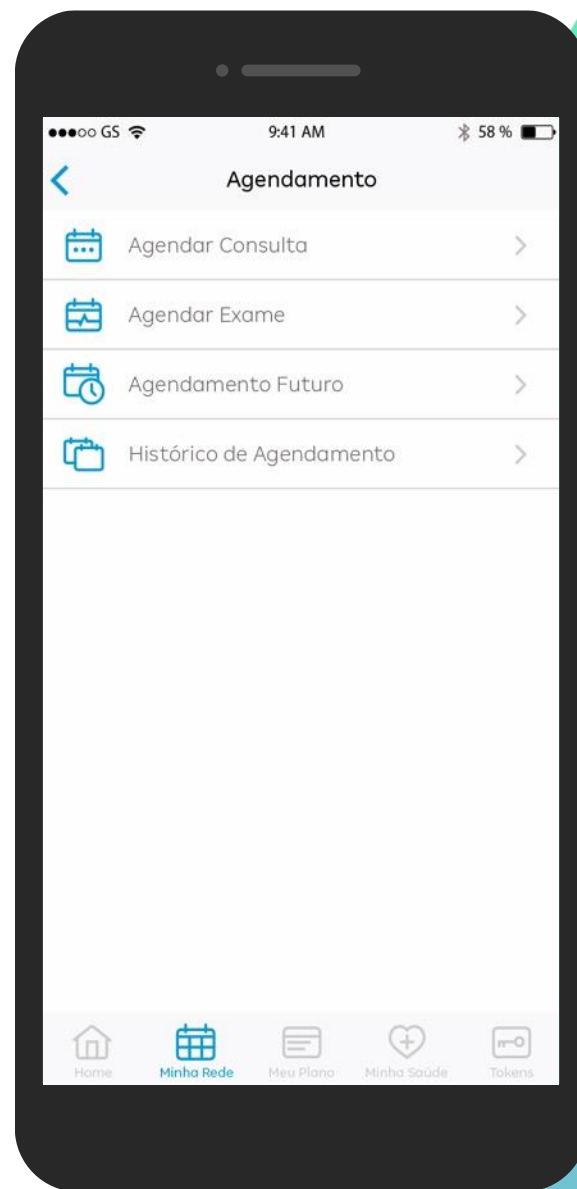 GS 9:41 AM 58 %
Agendamento
Agendar Consulta
Agendar Exame
Agendamento Futuro
Histórico de Agendamento
Home Minha Rede Meu Plano Minha Saúde Tokens